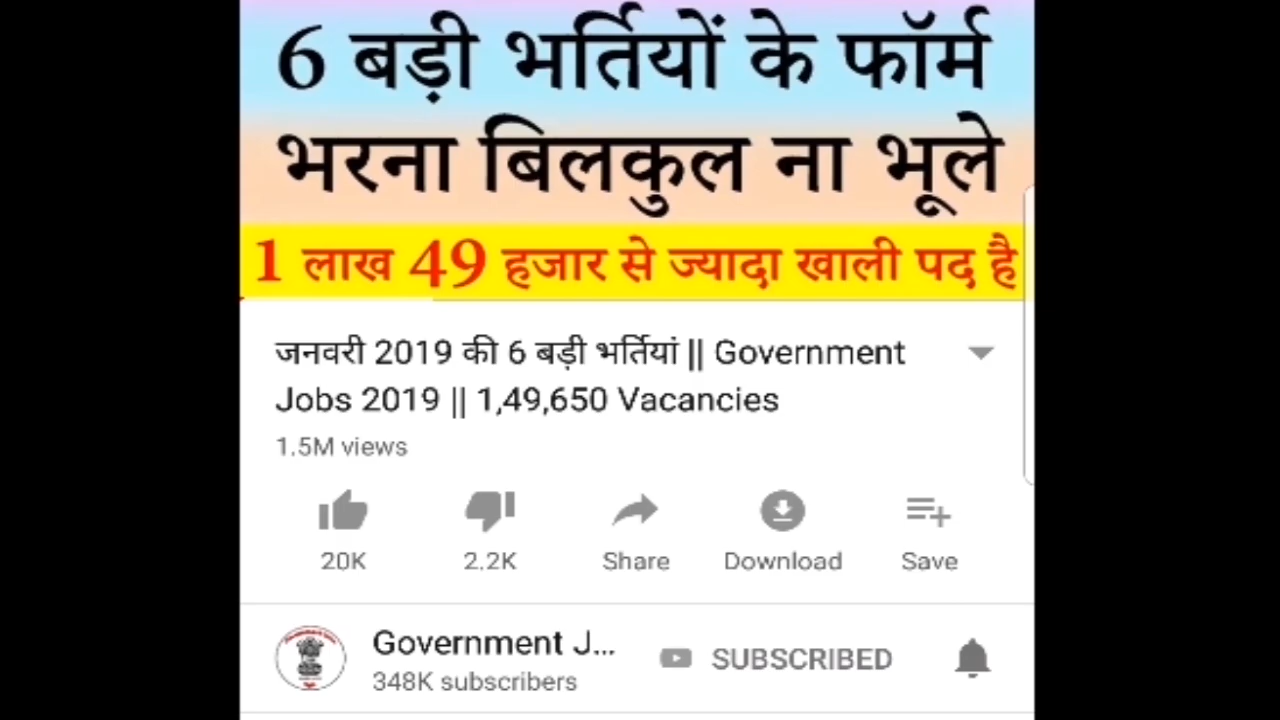 6 बड़ी भर्तियों के फॉर्म
भरना बिलकुल ना भूले
1 लाख 49 हजार से ज्यादा खाली पद है
जनवरी 2019 की 6 बड़ी भर्तियां || Government
Jobs 2019 || 1,49,650 Vacancies
1.5M views
20K
2.2K
Share
Download
Save
Government J...
SUBSCRIBED
348K subscribers